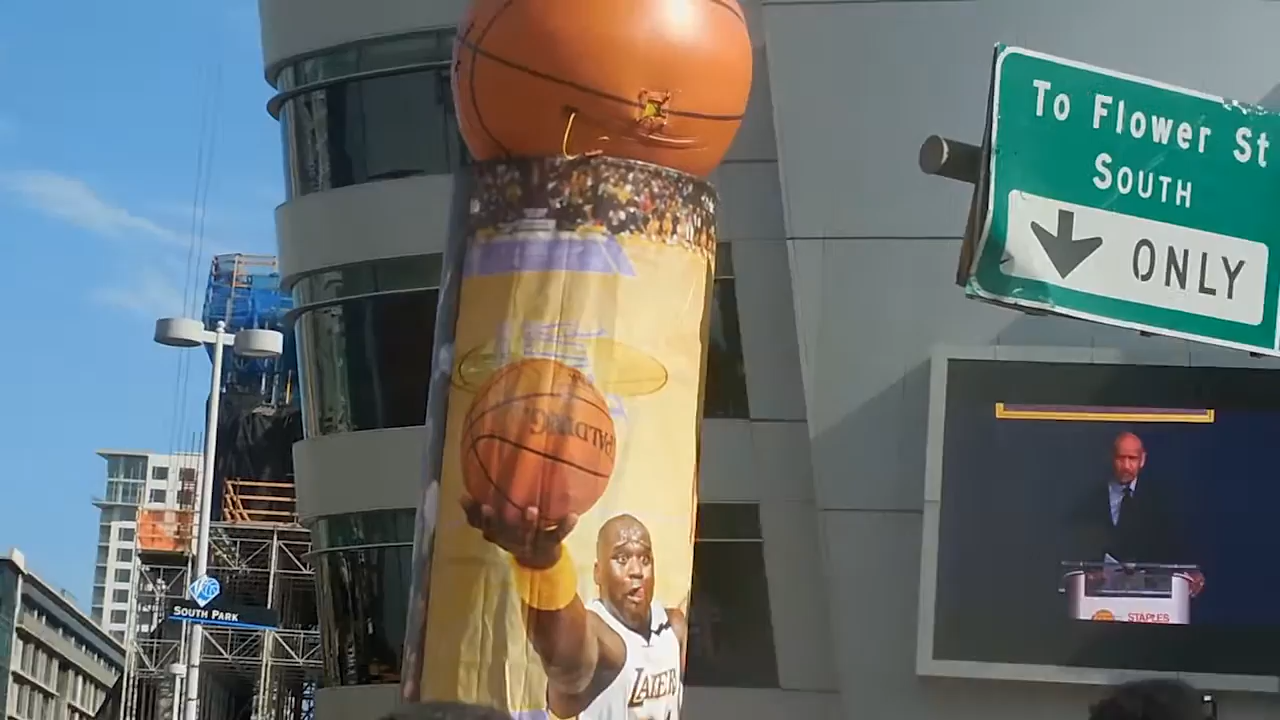 To Flower St
South
ONLY
SPALDING
LAKERS
SOUTH PARK
STAPLES